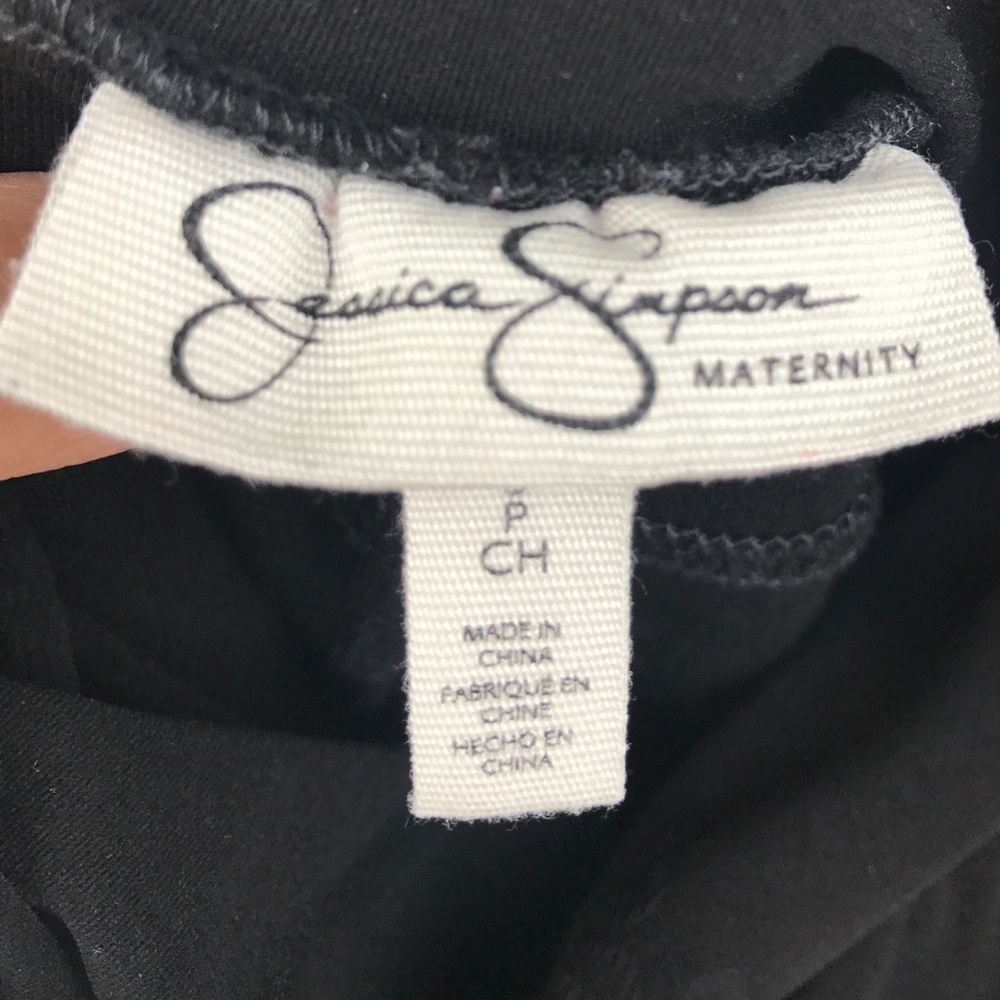 Jessica Simpson
MATERNITY
P
CH
MADE IN
CHINA
FABRIQUÉ EN
CHINE
HECHO EN
CHINA